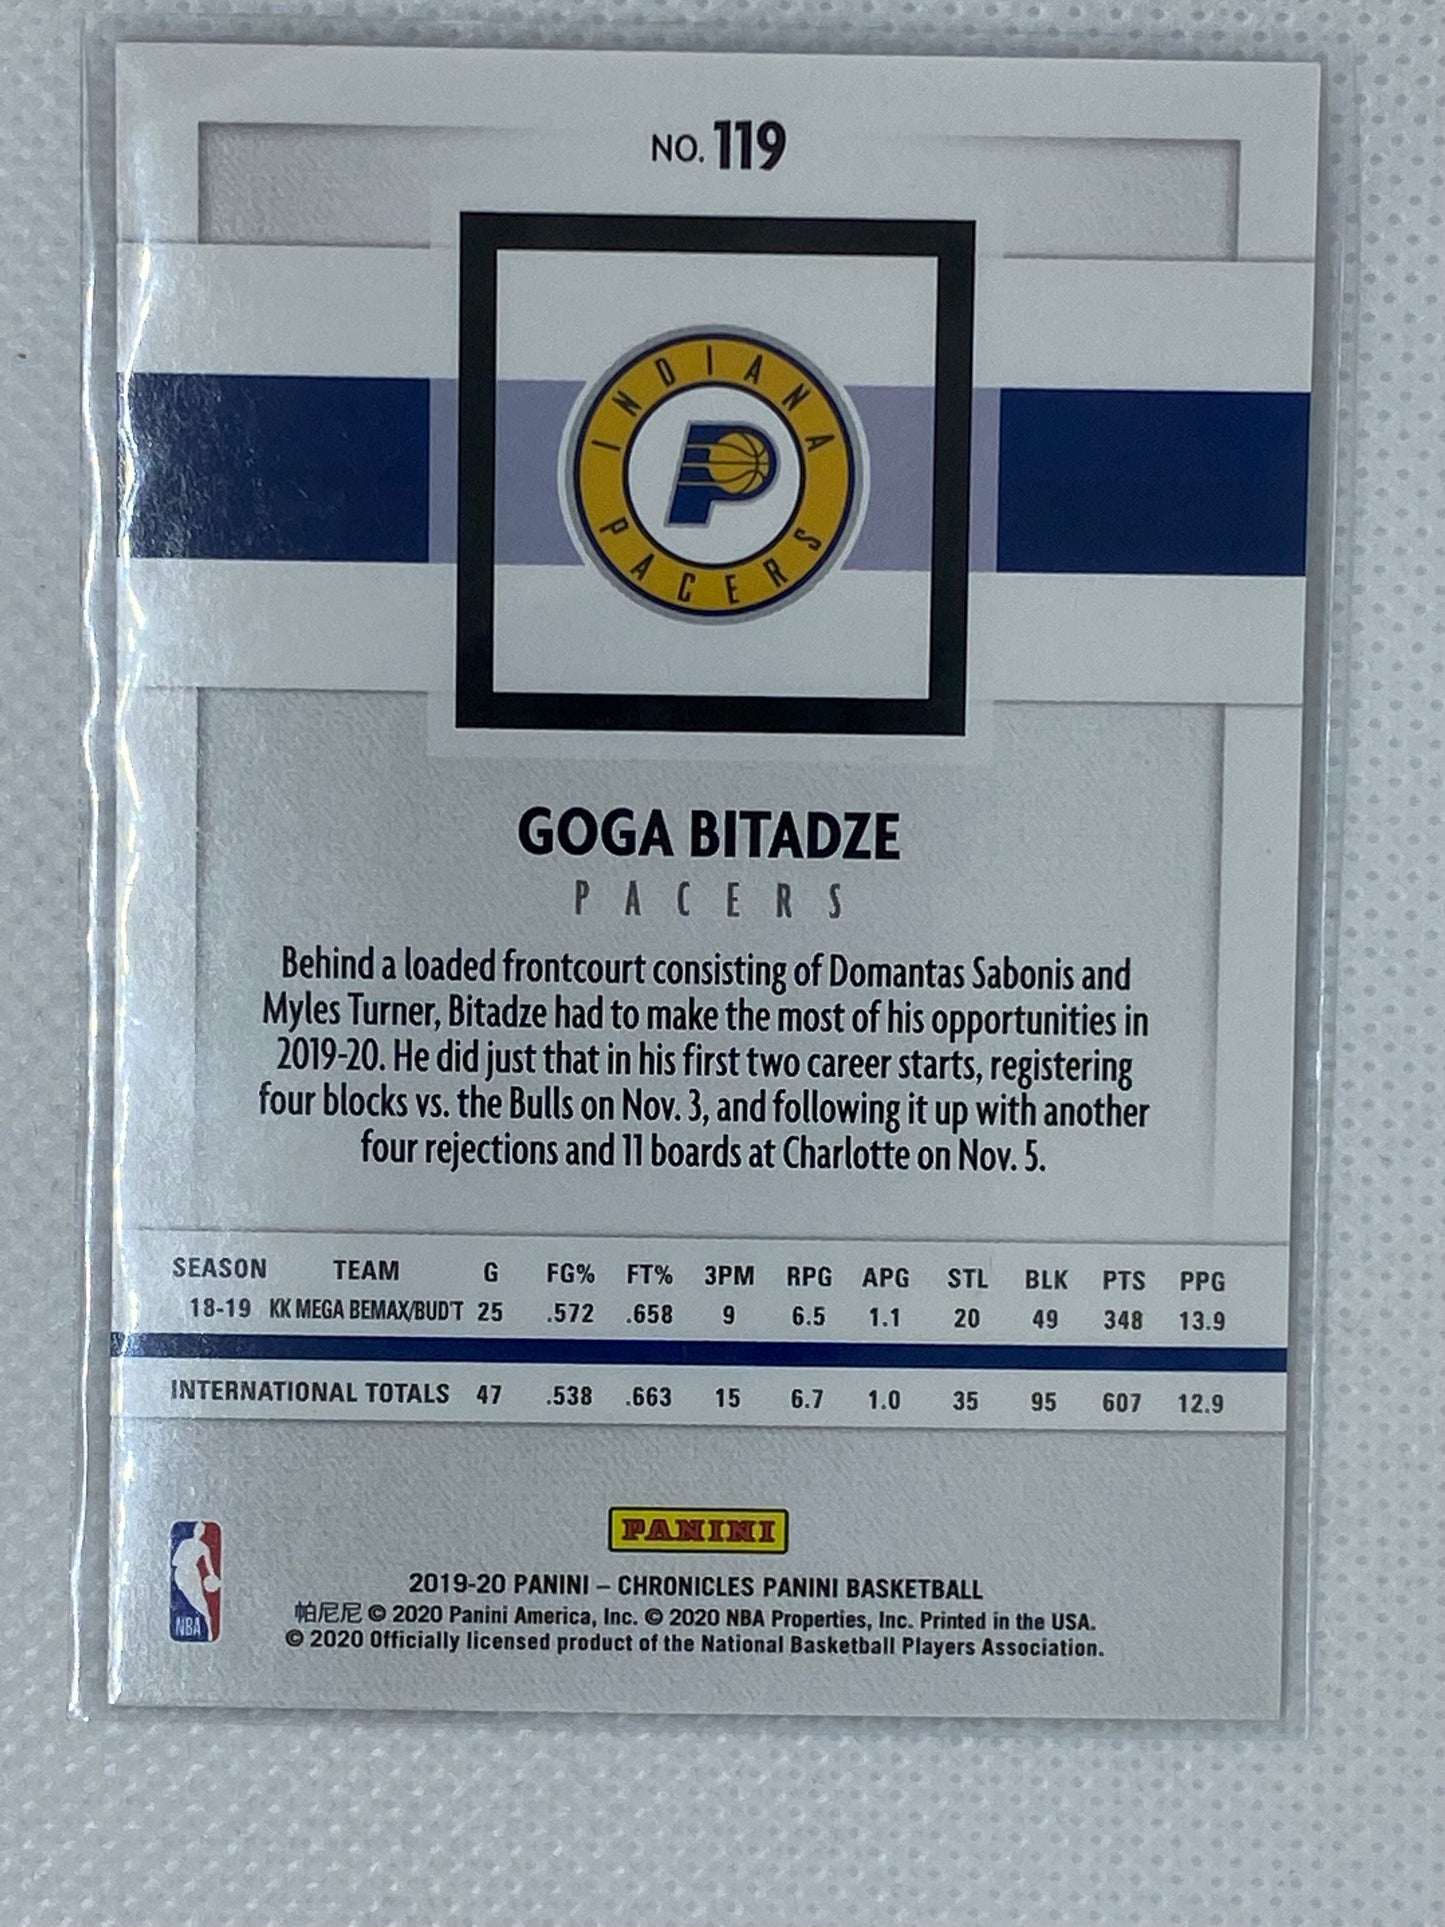 NO. 119
INDIANA
PACERS
GOGA BITADZE
PACERS
Behind a loaded frontcourt consisting of Domantas Sabonis and
Myles Turner, Bitadze had to make the most of his opportunities in
2019-20. He did just that in his first two career starts, registering
four blocks vs. the Bulls on Nov. 3, and following it up with another
four rejections and 11 boards at Charlotte on Nov. 5.
SEASON TEAM G FG% FT% 3PM RPG APG STL BLK PTS PPG
18-19 KK MEGA BEMAX/BUD'T 25 .572 .658 9 6.5 1.1 20 49 348 13.9
INTERNATIONAL TOTALS 47 .538 .663 15 6.7 1.0 35 95 607 12.9
PANINI
NBA
2019-20 PANINI – CHRONICLES PANINI BASKETBALL
帕尼尼 © 2020 Panini America, Inc. © 2020 NBA Properties, Inc. Printed in the USA.
© 2020 Officially licensed product of the National Basketball Players Association.